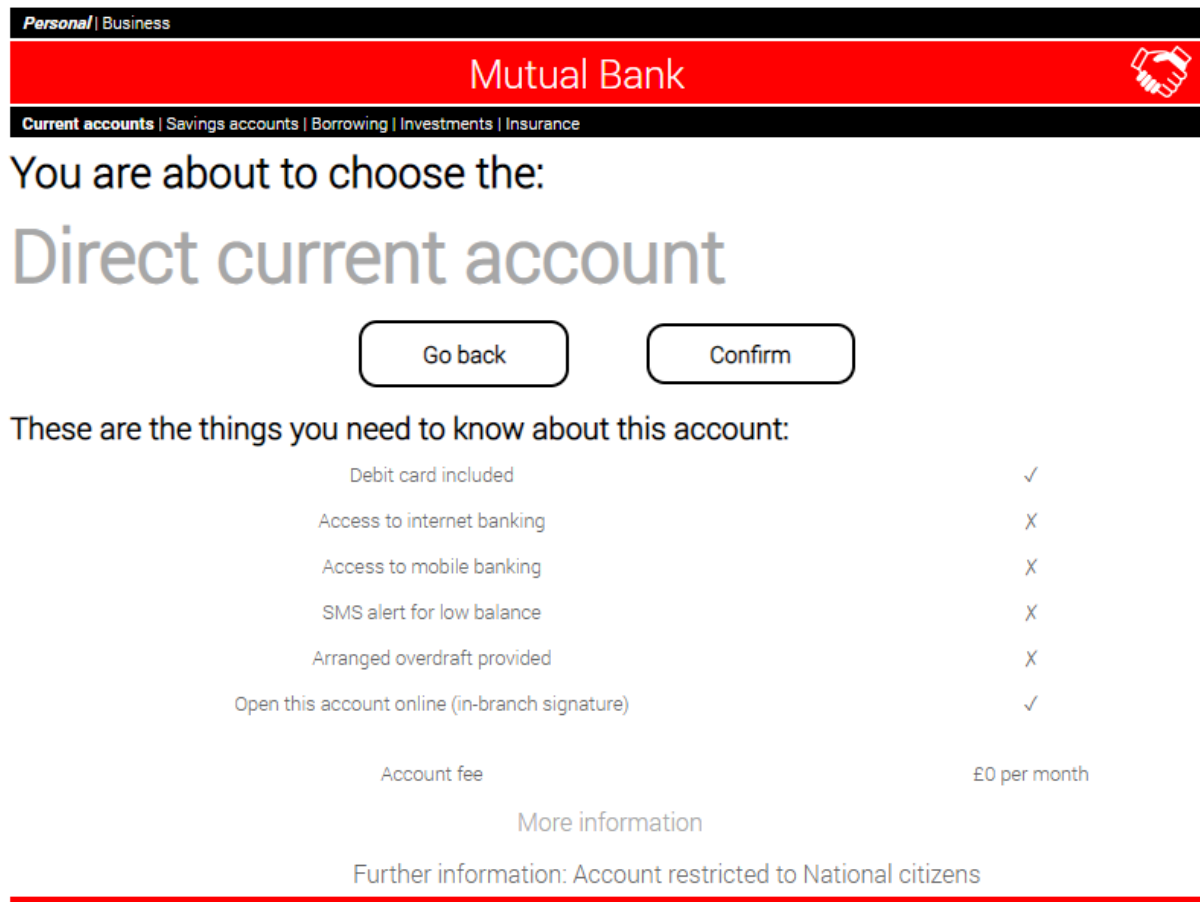 Personal | Business
Mutual Bank
Current accounts | Savings accounts | Borrowing | Investments | Insurance
You are about to choose the:
Direct current account
Go back Confirm
These are the things you need to know about this account:
Debit card included ✓
Access to internet banking X
Access to mobile banking X
SMS alert for low balance X
Arranged overdraft provided X
Open this account online (in-branch signature) ✓
Account fee £0 per month
More information
Further information: Account restricted to National citizens